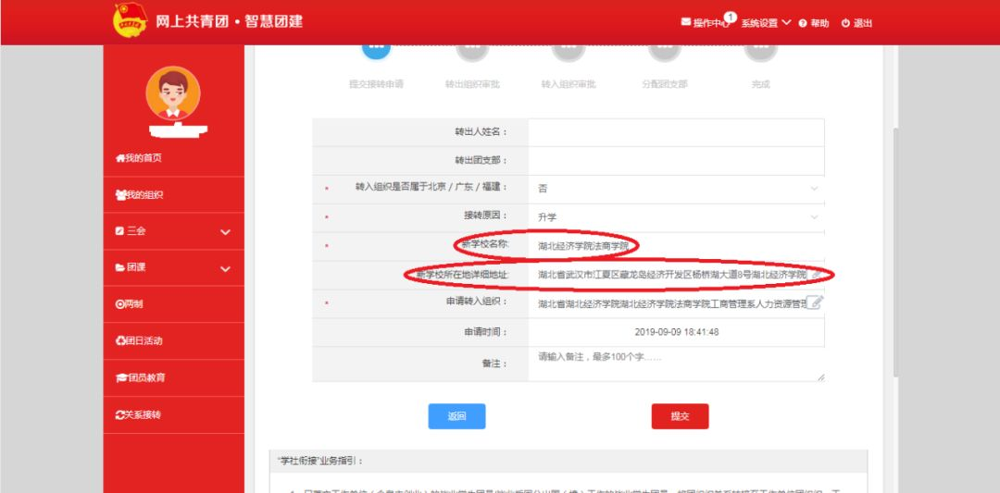 网上共青团·智慧团建
操作中心 1 系统设置 帮助 退出
提交接转申请 转出组织审批 转入组织审批 分配团支部 完成
我的首页
我的组织
三会
团课
两制
团日活动
团员教育
关系接转
转出人姓名：
转出团支部：
* 转入组织是否属于北京／广东／福建： 否
* 接转原因： 升学
* 新学校名称: 湖北经济学院法商学院
新学校所在地详细地址: 湖北省武汉市江夏区藏龙岛经济开发区杨桥湖大道8号湖北经济学院
* 申请转入组织： 湖北省湖北经济学院湖北经济学院法商学院工商管理系人力资源管理
申请时间： 2019-09-09 18:41:48
备注： 请输入备注，最多100个字……
返回 提交
“学社衔接”业务指引：